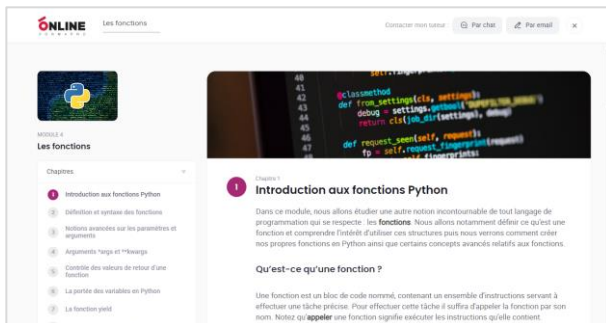 ONLINE
FORMAPRO
Les fonctions
Contacter mon tuteur :
Par chat
Par email
×
MODULE 4
Les fonctions
Chapitres
1 Introduction aux fonctions Python
2 Définition et syntaxe des fonctions
3 Notions avancées sur les paramètres et
arguments
4 Arguments *args et **kwargs
5 Contrôle des valeurs de retour d'une
fonction
6 La portée des variables en Python
7 La fonction yield
40
41
42 @classmethod
43 def from_settings(cls, settings):
44 debug = settings.getbool(
45 return cls(job_dir(settings), debug)
46
47 def request_seen(self, request):
fp = self.request_fingerprint(request)
1
Chapitre 1
Introduction aux fonctions Python
Dans ce module, nous allons étudier une autre notion incontournable de tout langage de
programmation qui se respecte : les fonctions. Nous allons notamment définir ce qu'est une
fonction et comprendre l'intérêt d'utiliser ces structures puis nous verrons comment créer
nos propres fonctions en Python ainsi que certains concepts avancés relatifs aux fonctions.
Qu'est-ce qu'une fonction ?
Une fonction est un bloc de code nommé, contenant un ensemble d'instructions servant à
effectuer une tâche précise. Pour effectuer cette tâche il suffira d'appeler la fonction par son
nom. Notez qu'appeler une fonction signifie exécuter les instructions qu'elle contient.